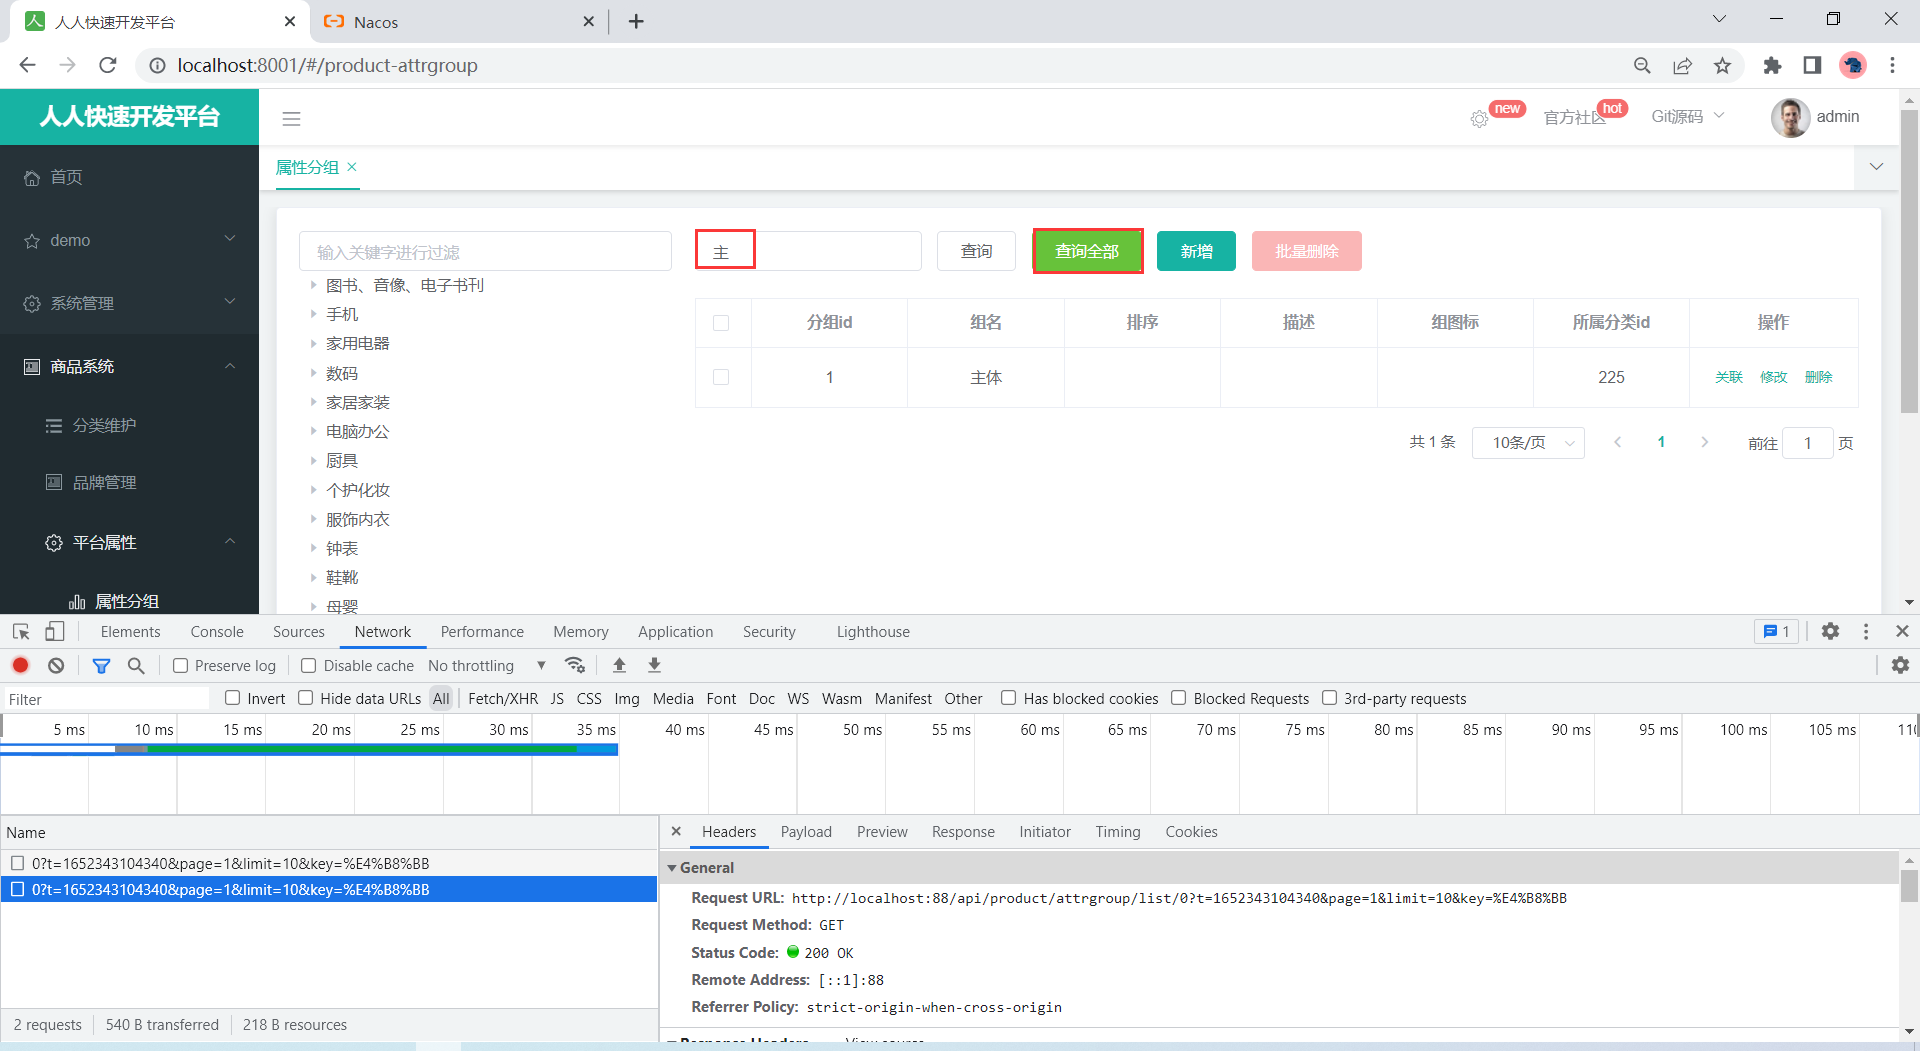 人人快速开发平台
Nacos
localhost:8001/#/product-attrgroup
人人快速开发平台
new
官方社区
hot
Git源码
admin
首页
属性分组
demo
输入关键字进行过滤
主
查询
查询全部
新增
批量删除
系统管理
商品系统
分类维护
品牌管理
平台属性
属性分组
图书、音像、电子书刊
手机
家用电器
数码
家居家装
电脑办公
厨具
个护化妆
服饰内衣
钟表
鞋靴
母婴
分组id 组名 排序 描述 组图标 所属分类id 操作
1 主体 225 关联 修改 删除
共 1 条 10条/页 1 前往 1 页
Elements Console Sources Network Performance Memory Application Security Lighthouse 1
Preserve log Disable cache No throttling
Filter Invert Hide data URLs All Fetch/XHR JS CSS Img Media Font Doc WS Wasm Manifest Other Has blocked cookies Blocked Requests 3rd-party requests
5 ms 10 ms 15 ms 20 ms 25 ms 30 ms 35 ms 40 ms 45 ms 50 ms 55 ms 60 ms 65 ms 70 ms 75 ms 80 ms 85 ms 90 ms 95 ms 100 ms 105 ms
Name
0?t=1652343104340&page=1&limit=10&key=%E4%B8%BB
0?t=1652343104340&page=1&limit=10&key=%E4%B8%BB
2 requests 540 B transferred 218 B resources
Headers Payload Preview Response Initiator Timing Cookies
General
Request URL: http://localhost:88/api/product/attrgroup/list/0?t=1652343104340&page=1&limit=10&key=%E4%B8%BB
Request Method: GET
Status Code: 200 OK
Remote Address: [::1]:88
Referrer Policy: strict-origin-when-cross-origin
Response Headers View source